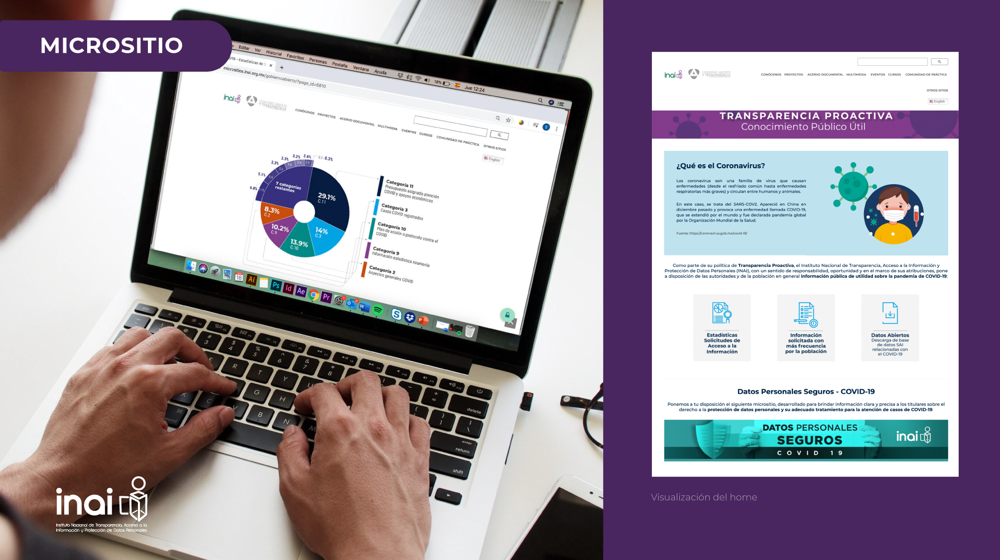 MICROSITIO
Editar Ver Historial Favoritos Personas Pestaña Ventana Ayuda
18%
Jue 12:24
019 – Estadísticas de
micrositios.inai.org.mx/gobiernoabierto/?page_id=6810
inai
GOBIERNO ABIERTO
Y TRANSPARENCIA
CONÓCENOS PROYECTOS ACERVO DOCUMENTAL MULTIMEDIA EVENTOS CURSOS COMUNIDAD DE PRÁCTICA OTROS SITIOS
English
5.1%
3.3%
3.3%
3.2%
2.6%
C.7 - 0.3%
6.8%
7 categorías
restantes
29.1%
C.11
8.3%
C.2
10.2%
C.9
13.9%
C.10
14%
C.3
Categoría 11
Presupuesto asignado atención
COVID y apoyos económicos
Categoría 3
Casos COVID registrados
Categoría 10
Plan de acción o protocolo contra el
COVID
Categoría 9
Información estadística neumonía
Categoría 2
Aspectos generales COVID
18 Ai Ps Id Ae Pr
inai
Instituto Nacional de Transparencia, Acceso a la
Información y Protección de Datos Personales
inai
GOBIERNO ABIERTO
Y TRANSPARENCIA
CONÓCENOS PROYECTOS ACERVO DOCUMENTAL MULTIMEDIA EVENTOS CURSOS COMUNIDAD DE PRÁCTICA
OTROS SITIOS
English
TRANSPARENCIA PROACTIVA
Conocimiento Público Útil
¿Qué es el Coronavirus?
Los coronavirus son una familia de virus que causan
enfermedades (desde el resfriado común hasta enfermedades
respiratorias más graves) y circulan entre humanos y animales.
En este caso, se trata del SARS-COV2. Apareció en China en
diciembre pasado y provoca una enfermedad llamada COVID-19,
que se extendió por el mundo y fue declarada pandemia global
por la Organización Mundial de la Salud.
Fuente: https://coronavirus.gob.mx/covid-19/
Como parte de su política de Transparencia Proactiva, el Instituto Nacional de Transparencia, Acceso a la Información y
Protección de Datos Personales (INAI), con un sentido de responsabilidad, oportunidad y en el marco de sus atribuciones, pone
a disposición de las autoridades y de la población en general información pública de utilidad sobre la pandemia de COVID-19:
Estadísticas
Solicitudes de
Acceso a la
Información
Información
solicitada con
más frecuencia
por la población
Datos Abiertos
Descarga de base
de datos SAI
relacionadas con
el COVID-19
Datos Personales Seguros - COVID-19
Ponemos a tu disposición el siguiente micrositio, desarrollado para brindar información clara y precisa a los titulares sobre el
derecho a la protección de datos personales y su adecuado tratamiento para la atención de casos de COVID-19:
DATOS PERSONALES
SEGUROS
COVID 19
inai
Visualización del home